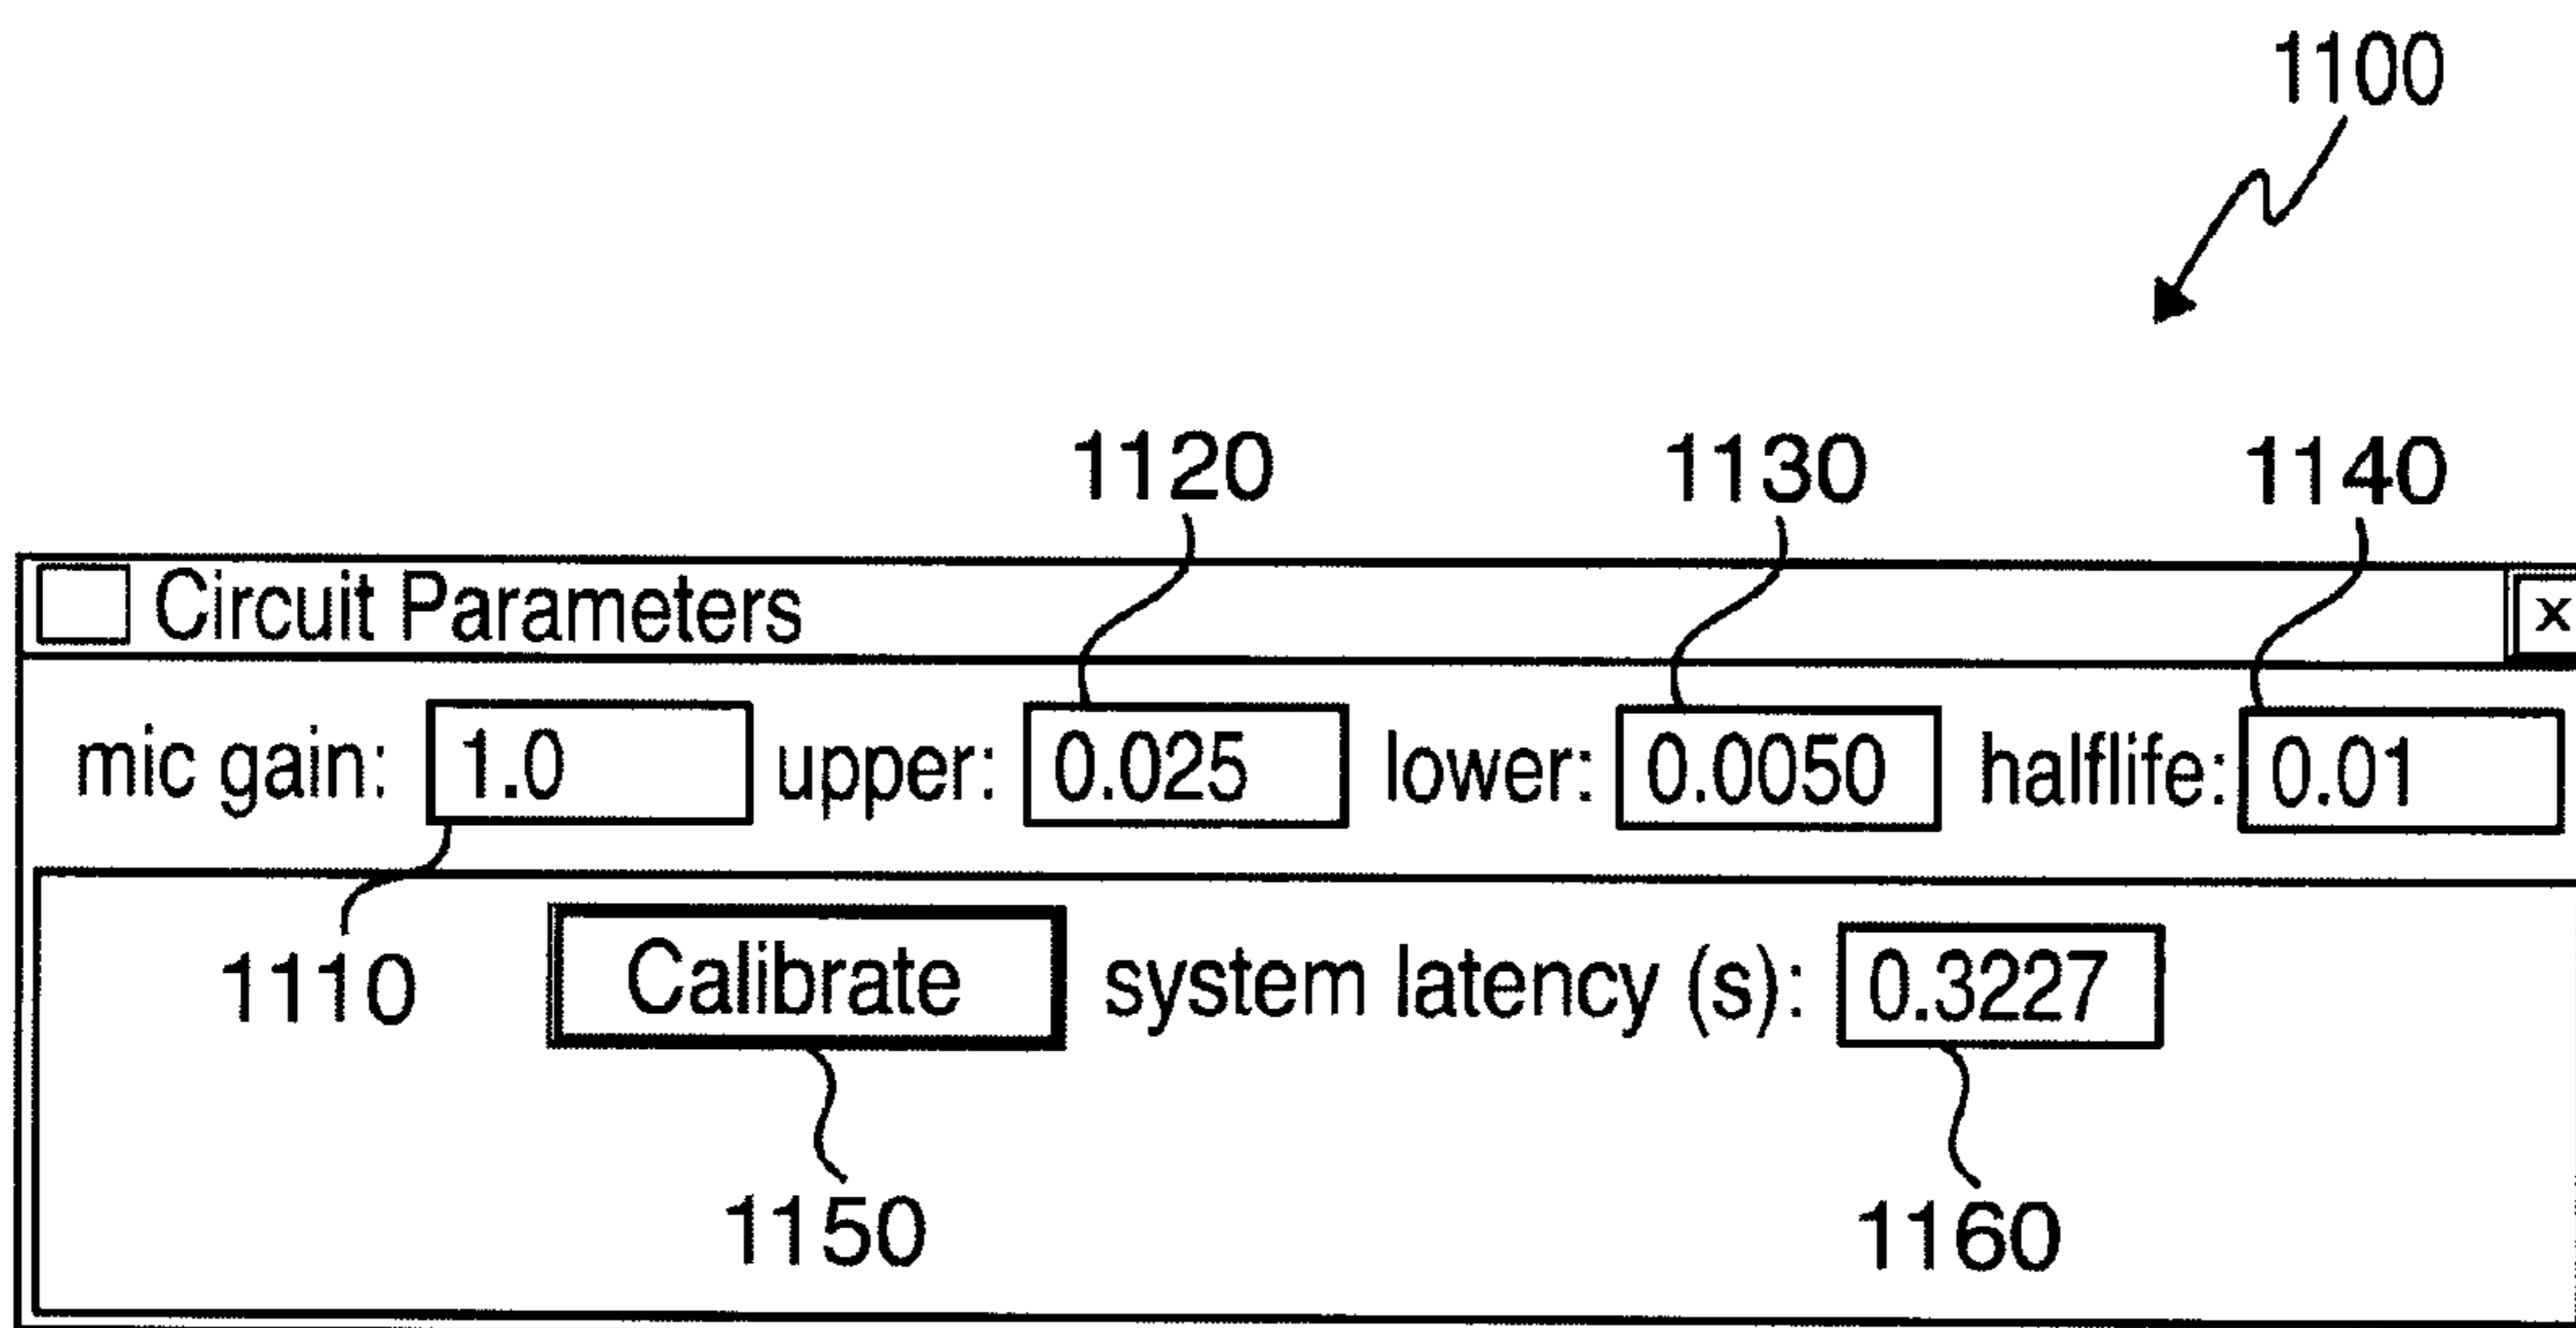 1100
1120 1130 1140
Circuit Parameters x
mic gain: 1.0 upper: 0.025 lower: 0.0050 halflife: 0.01
1110 Calibrate system latency (s): 0.3227
1150 1160